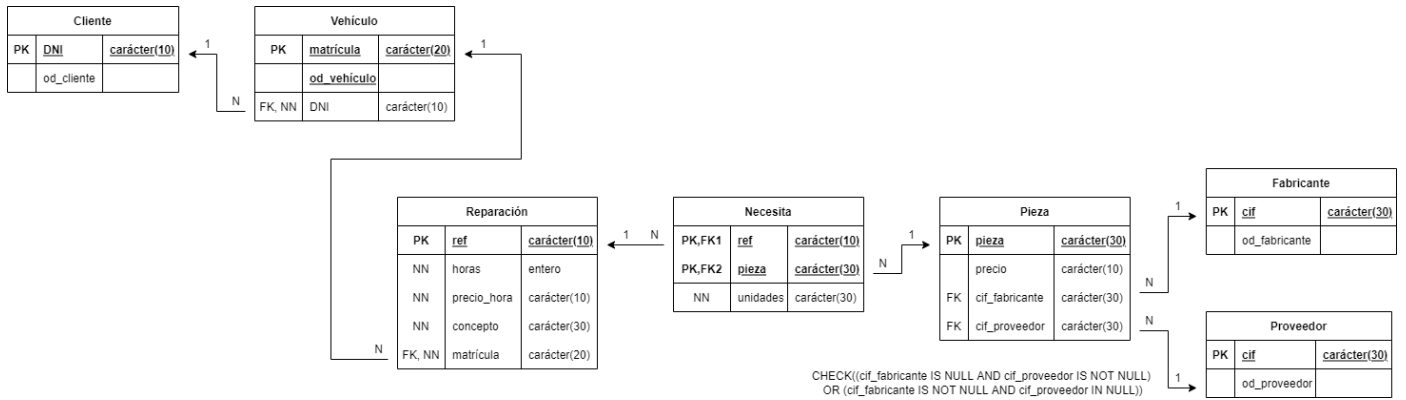 Cliente
PK DNI carácter(10)
od_cliente
1
N
Vehículo
PK matrícula carácter(20)
od_vehículo
FK, NN DNI carácter(10)
1
N
Reparación
PK ref carácter(10)
NN horas entero
NN precio_hora carácter(10)
NN concepto carácter(30)
FK, NN matrícula carácter(20)
1 N
Necesita
PK,FK1 ref carácter(10)
PK,FK2 pieza carácter(30)
NN unidades carácter(30)
1
N
Pieza
PK pieza carácter(30)
precio carácter(10)
FK cif_fabricante carácter(30)
FK cif_proveedor carácter(30)
1
N
Fabricante
PK cif carácter(30)
od_fabricante
N
1
Proveedor
PK cif carácter(30)
od_proveedor
CHECK((cif_fabricante IS NULL AND cif_proveedor IS NOT NULL)
OR (cif_fabricante IS NOT NULL AND cif_proveedor IN NULL))